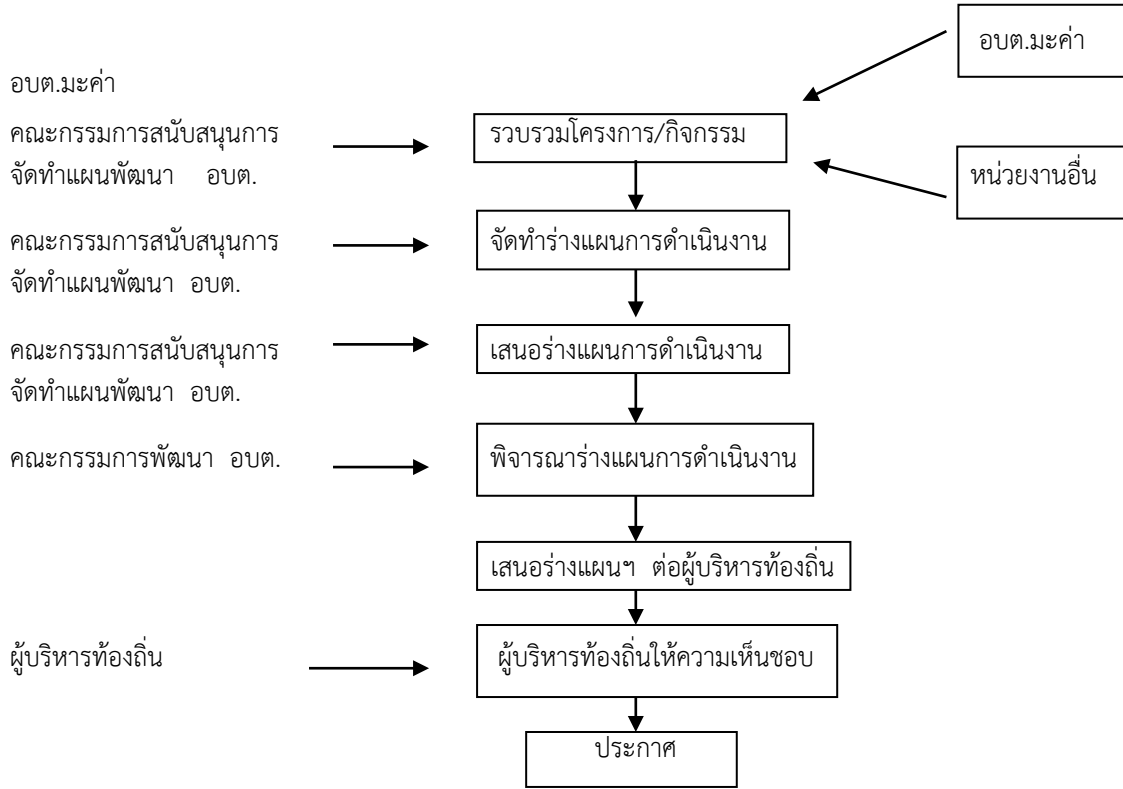 อบต.มะค่า
อบต.มะค่า
คณะกรรมการสนับสนุนการ
จัดทำแผนพัฒนา อบต.
รวบรวมโครงการ/กิจกรรม
หน่วยงานอื่น
คณะกรรมการสนับสนุนการ
จัดทำแผนพัฒนา อบต.
จัดทำร่างแผนการดำเนินงาน
คณะกรรมการสนับสนุนการ
จัดทำแผนพัฒนา อบต.
เสนอร่างแผนการดำเนินงาน
คณะกรรมการพัฒนา อบต.
พิจารณาร่างแผนการดำเนินงาน
เสนอร่างแผนฯ ต่อผู้บริหารท้องถิ่น
ผู้บริหารท้องถิ่น
ผู้บริหารท้องถิ่นให้ความเห็นชอบ
ประกาศ